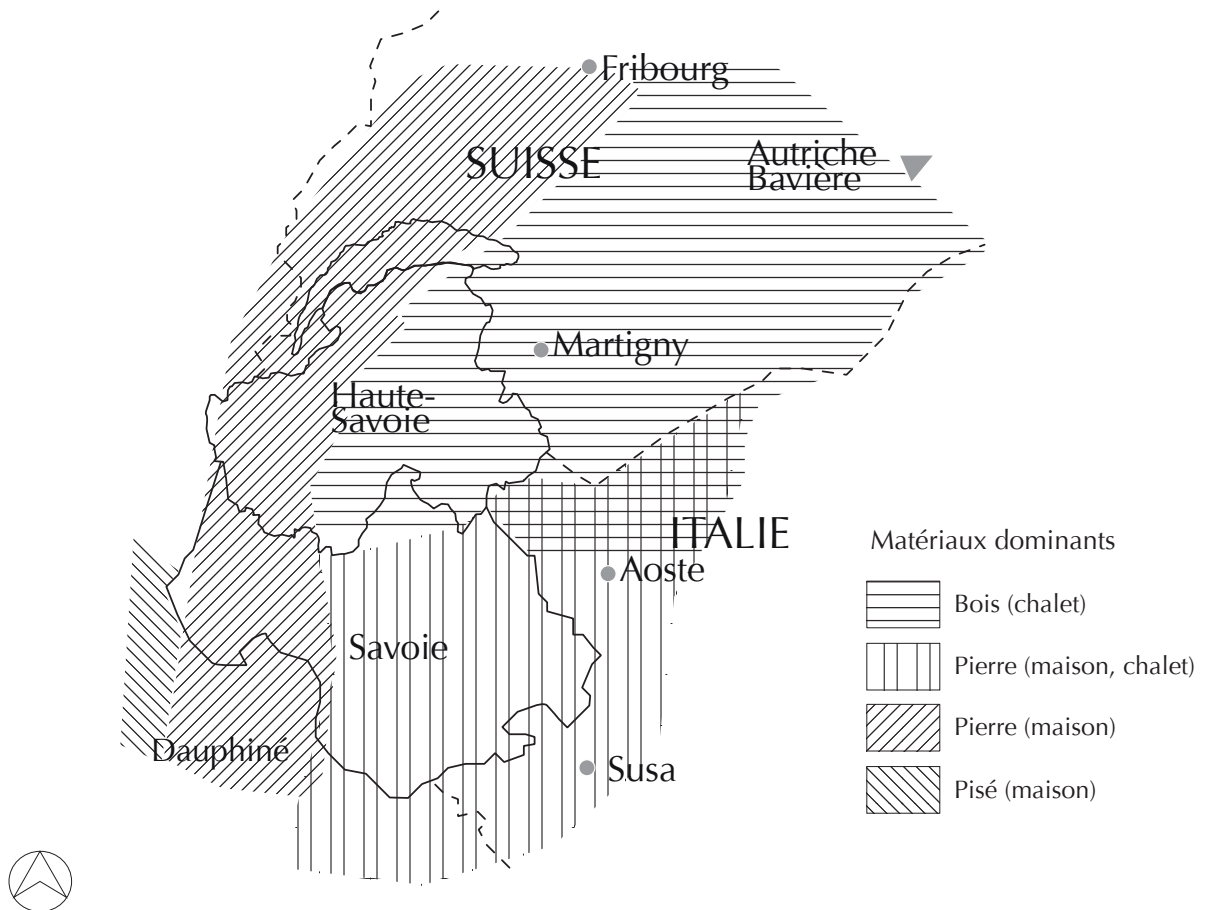 Fribourg
SUISSE
Autriche
Bavière
Martigny
Haute-
Savoie
ITALIE
Aoste
Savoie
Dauphiné
Susa
Matériaux dominants
Bois (chalet)
Pierre (maison, chalet)
Pierre (maison)
Pisé (maison)